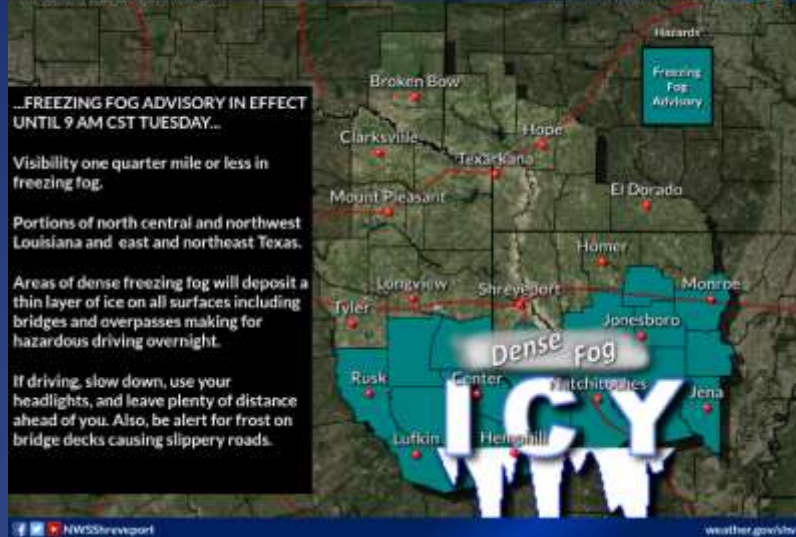 Hazards
Freezing
Fog
Advisory
...FREEZING FOG ADVISORY IN EFFECT
UNTIL 9 AM CST TUESDAY...
Visibility one quarter mile or less in
freezing fog.
Portions of north central and northwest
Louisiana and east and northeast Texas.
Areas of dense freezing fog will deposit a
thin layer of ice on all surfaces including
bridges and overpasses making for
hazardous driving overnight.
If driving, slow down, use your
headlights, and leave plenty of distance
ahead of you. Also, be alert for frost on
bridge decks causing slippery roads.
Broken Bow
Clarksville
Hope
Texarkana
Mount Pleasant
El Dorado
Homer
Longview
Shreveport
Monroe
Tyler
Jonesboro
Dense Fog
Rusk
Center
Natchitoches
Jena
ICY
Lufkin
Hemphill
NWSShreveport
weather.gov/shv